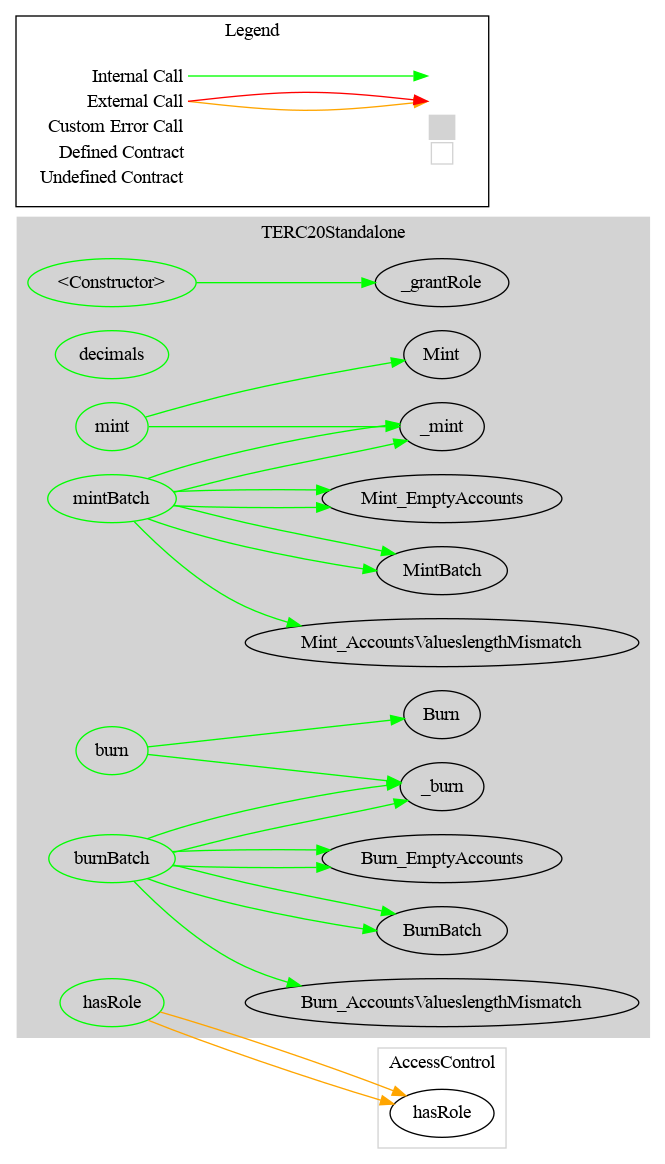 Legend
Internal Call
External Call
Custom Error Call
Defined Contract
Undefined Contract
TERC20Standalone
<Constructor>
_grantRole
decimals
Mint
mint
_mint
mintBatch
Mint_EmptyAccounts
MintBatch
Mint_AccountsValueslengthMismatch
Burn
burn
_burn
burnBatch
Burn_EmptyAccounts
BurnBatch
hasRole
Burn_AccountsValueslengthMismatch
AccessControl
hasRole